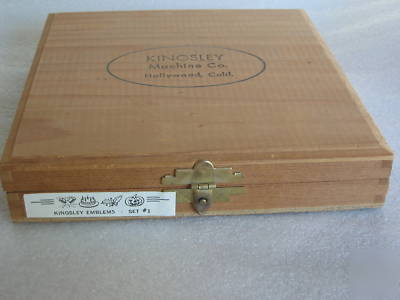 KINGSLEY
Machine Co.
Hollywood, Calif.
KINGSLEY EMBLEMS SET #1